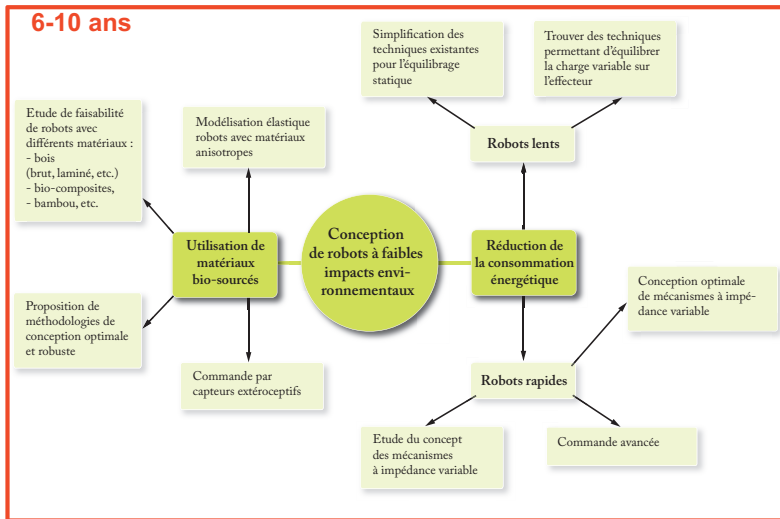 6-10 ans
Simplification des
techniques existantes
pour l'équilibrage
statique
Trouver des techniques
permettant d'équilibrer
la charge variable sur
l'effecteur
Etude de faisabilité
de robots avec
différents matériaux :
- bois
(brut, laminé, etc.)
- bio-composites,
- bambou, etc.
Modélisation élastique
robots avec matériaux
anisotropes
Robots lents
Utilisation de
matériaux
bio-sourcés
Conception
de robots à faibles
impacts envi-
ronnementaux
Réduction de
la consommation
énergétique
Conception optimale
de mécanismes à impé-
dance variable
Proposition de
méthodologies de
conception optimale
et robuste
Commande par
capteurs extéroceptifs
Robots rapides
Etude du concept
des mécanismes
à impédance variable
Commande avancée